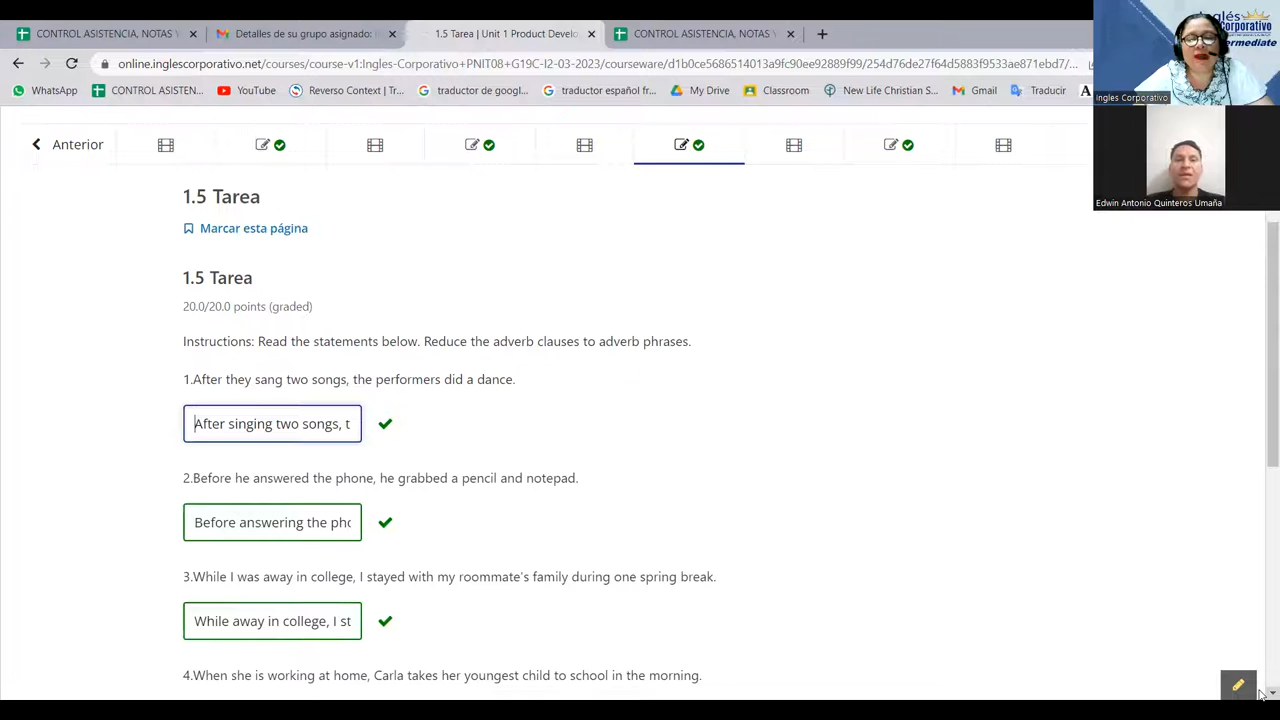 CONTROL ASISTENCIA, NOTAS Y
Detalles de su grupo asignado: i
1.5 Tarea | Unit 1 Product Develo
CONTROL ASISTENCIA, NOTAS Y
online.inglescorporativo.net/courses/course-v1:Ingles-Corporativo+PNIT08+G19C-I2-03-2023/courseware/d1b0ce5686514013a9fc90ee92889f99/254d76de27f64d5883f9533ae871ebd7/...
WhatsApp
CONTROL ASISTEN...
YouTube
Reverso Context | Tr...
traductor de googl...
traductor español fr...
My Drive
Classroom
New Life Christian S...
Gmail
Traducir
Inglés
Corporativo
Intermediate
Ingles Corporativo
Edwin Antonio Quinteros Umaña
Anterior
1.5 Tarea
Marcar esta página
1.5 Tarea
20.0/20.0 points (graded)
Instructions: Read the statements below. Reduce the adverb clauses to adverb phrases.
1.After they sang two songs, the performers did a dance.
After singing two songs, t
2.Before he answered the phone, he grabbed a pencil and notepad.
Before answering the pho
3.While I was away in college, I stayed with my roommate's family during one spring break.
While away in college, I st
4.When she is working at home, Carla takes her youngest child to school in the morning.